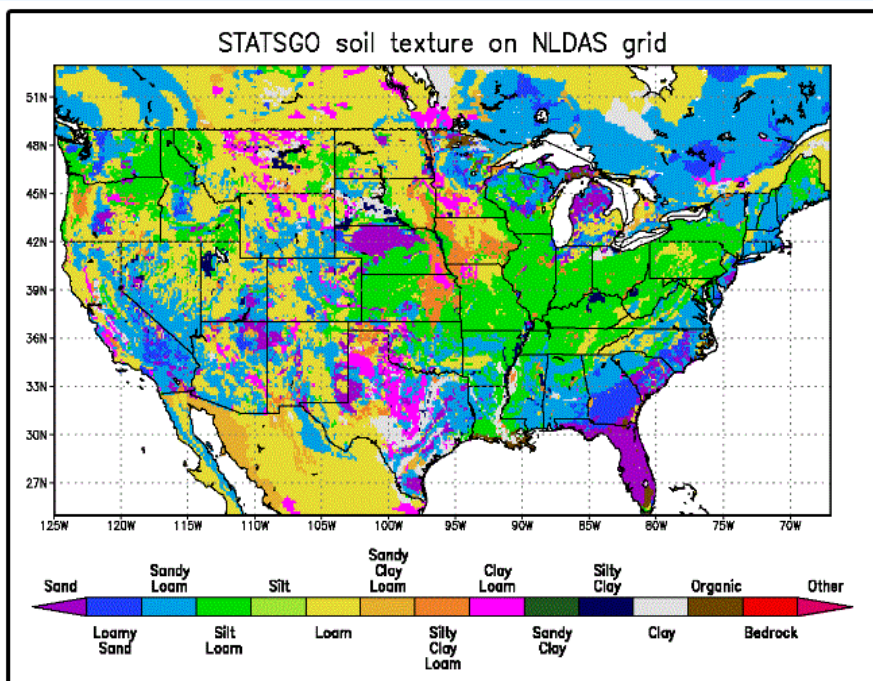 STATSGO soil texture on NLDAS grid
51N
48N
45N
42N
39N
36N
33N
30N
27N
125W 120W 115W 110W 105W 100W 95W 90W 85W 80W 75W 70W
Sand
Sandy
Loam
Silt
Sandy
Clay
Loam
Clay
Loam
Silty
Clay
Organic
Other
Loamy
Sand
Silt
Loam
Loam
Silty
Clay
Loam
Sandy
Clay
Clay
Bedrock